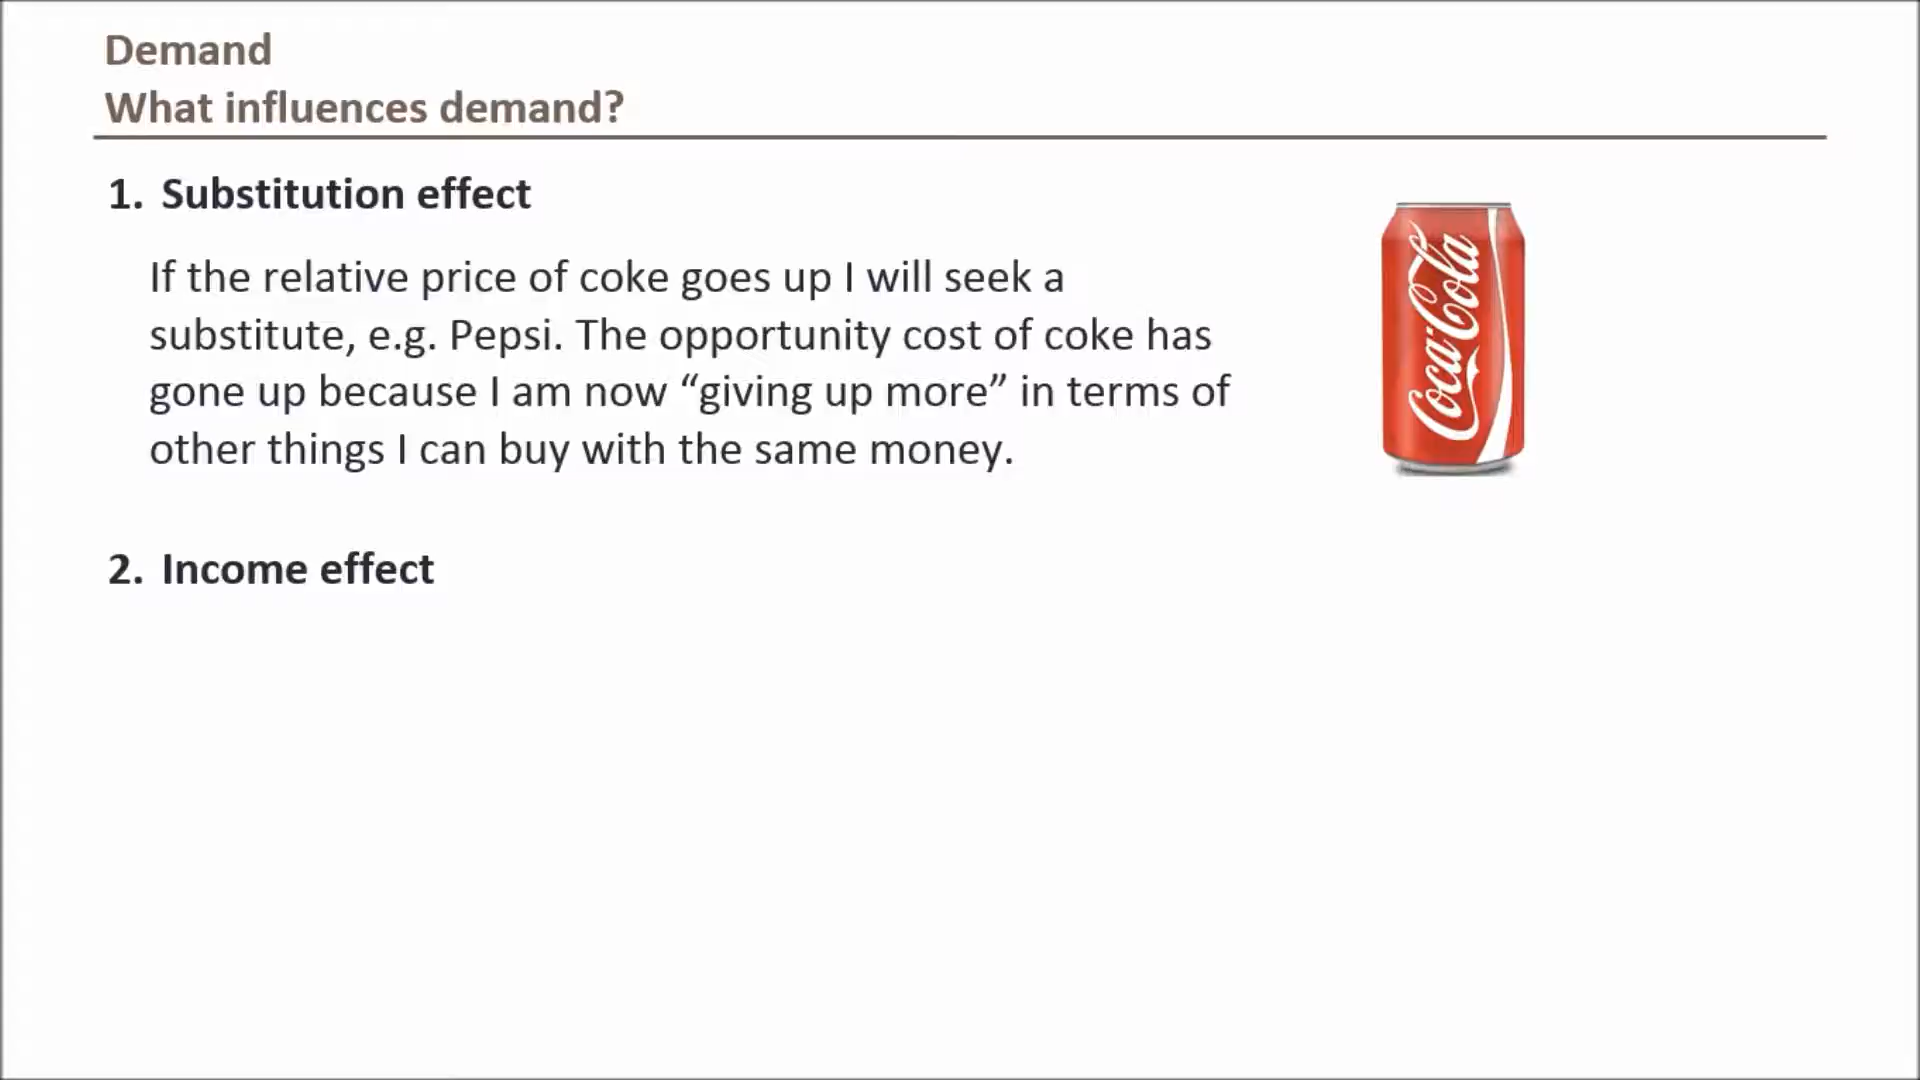 Demand
What influences demand?
1. Substitution effect
If the relative price of coke goes up I will seek a
substitute, e.g. Pepsi. The opportunity cost of coke has
gone up because I am now “giving up more” in terms of
other things I can buy with the same money.
Coca-Cola
2. Income effect